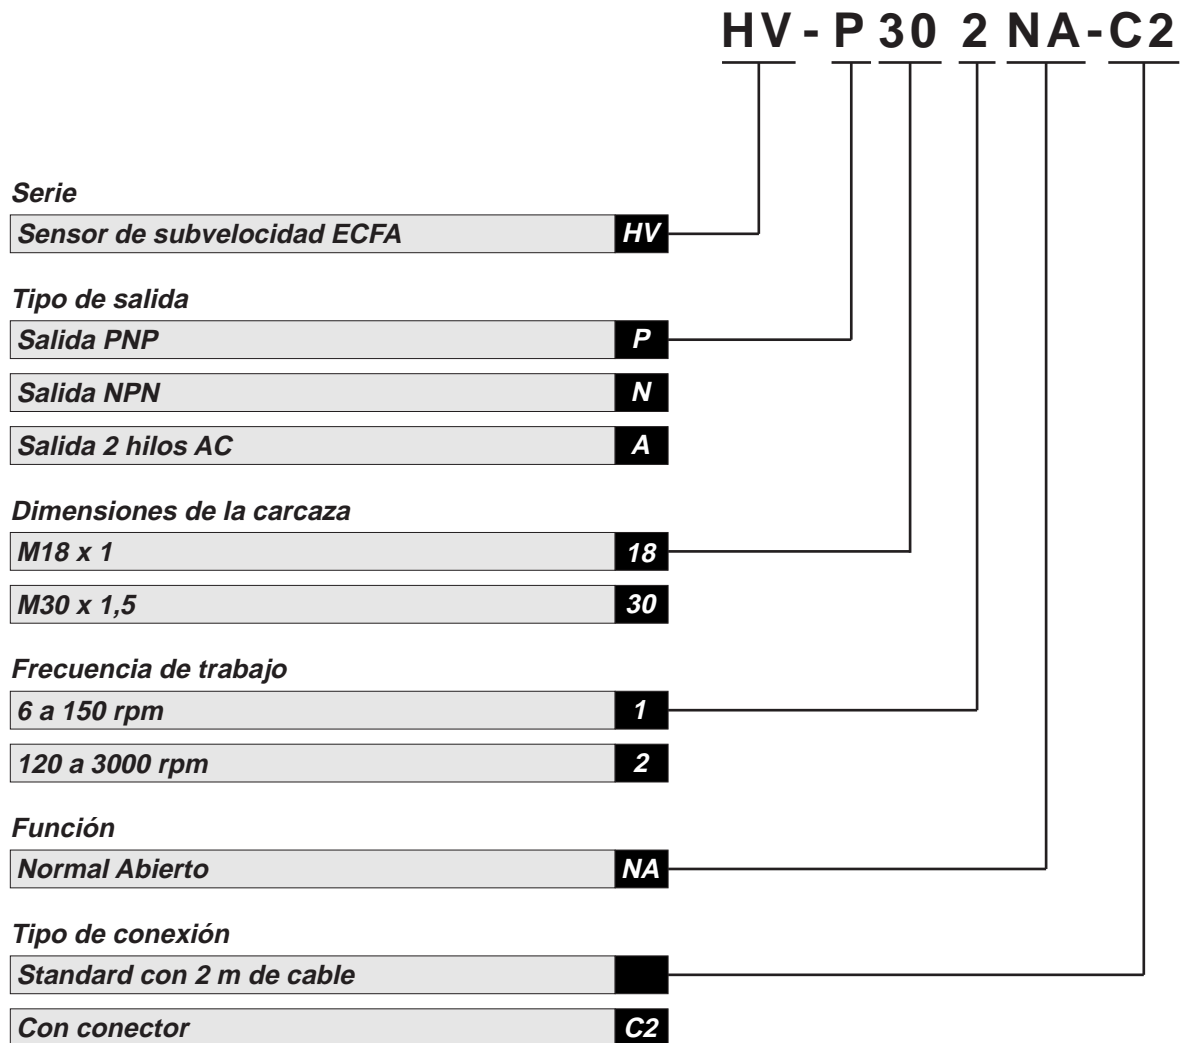 HV-P30 2 NA-C2
Serie
Sensor de subvelocidad ECFA HV
Tipo de salida
Salida PNP P
Salida NPN N
Salida 2 hilos AC A
Dimensiones de la carcaza
M18 x 1 18
M30 x 1,5 30
Frecuencia de trabajo
6 a 150 rpm 1
120 a 3000 rpm 2
Función
Normal Abierto NA
Tipo de conexión
Standard con 2 m de cable
Con conector C2